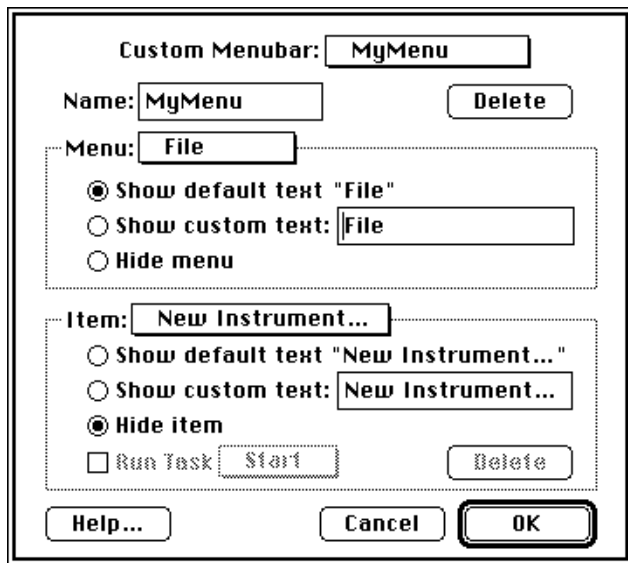 Custom Menubar: MyMenu
Name: MyMenu Delete
Menu: File
Show default text "File"
Show custom text: File
Hide menu
Item: New Instrument...
Show default text "New Instrument..."
Show custom text: New Instrument...
Hide item
Run Task Start Delete
Help... Cancel OK